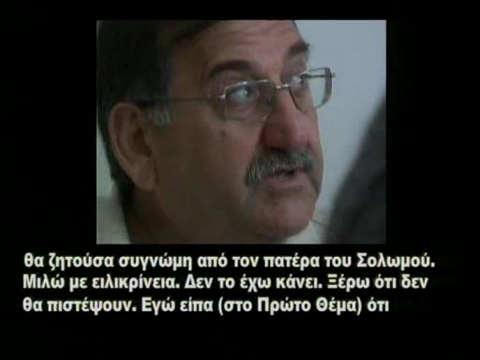 θα ζητούσα συγνώμη από τον πατέρα του Σολωμού.
Μιλώ με ειλικρίνεια. Δεν το έχω κάνει. Ξέρω ότι δεν
θα πιστέψουν. Εγώ είπα (στο Πρώτο Θέμα) ότι